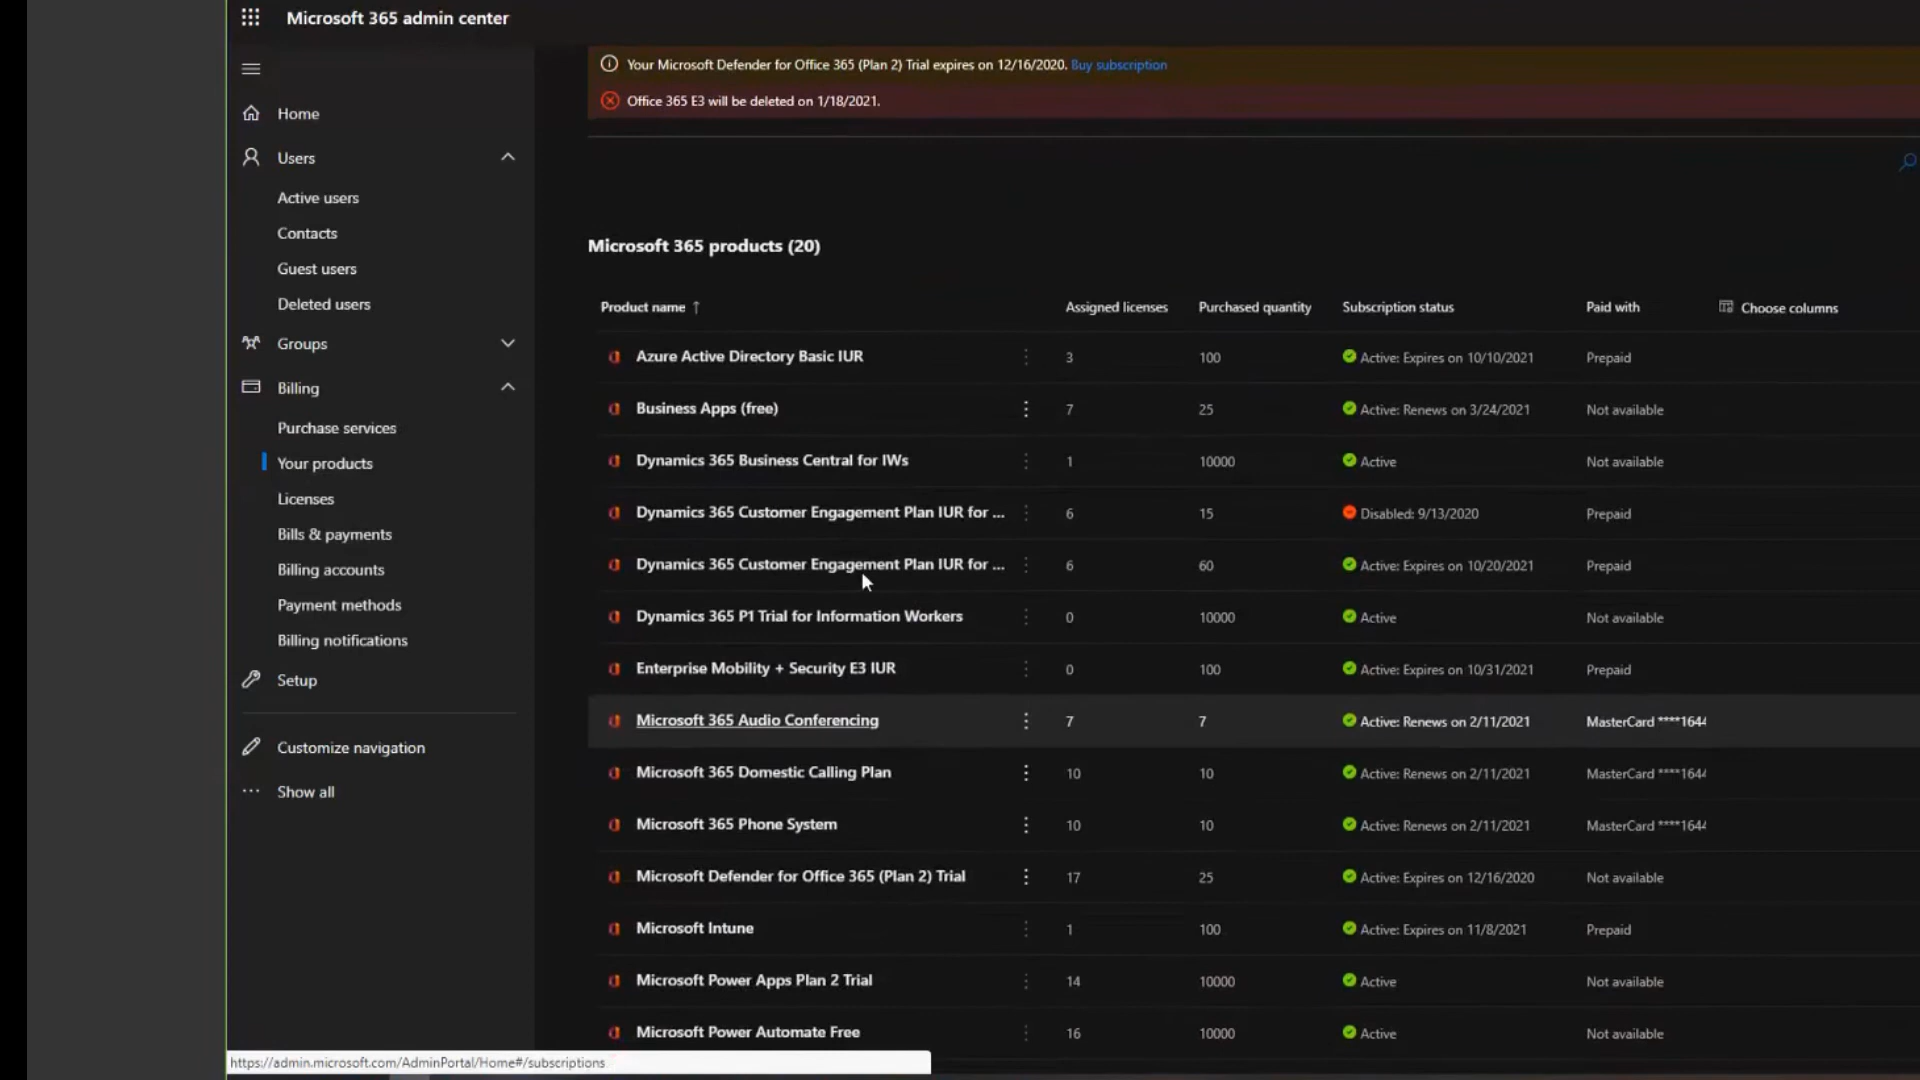 Microsoft 365 admin center
Your Microsoft Defender for Office 365 (Plan 2) Trial expires on 12/16/2020. Buy subscription
Office 365 E3 will be deleted on 1/18/2021.
Home
Users
Active users
Contacts
Guest users
Deleted users
Groups
Billing
Purchase services
Your products
Licenses
Bills & payments
Billing accounts
Payment methods
Billing notifications
Setup
Customize navigation
Show all
Microsoft 365 products (20)
Product name ↑ Assigned licenses Purchased quantity Subscription status Paid with Choose columns
Azure Active Directory Basic IUR 3 100 Active: Expires on 10/10/2021 Prepaid
Business Apps (free) 7 25 Active: Renews on 3/24/2021 Not available
Dynamics 365 Business Central for IWs 1 10000 Active Not available
Dynamics 365 Customer Engagement Plan IUR for ... 6 15 Disabled: 9/13/2020 Prepaid
Dynamics 365 Customer Engagement Plan IUR for ... 6 60 Active: Expires on 10/20/2021 Prepaid
Dynamics 365 P1 Trial for Information Workers 0 10000 Active Not available
Enterprise Mobility + Security E3 IUR 0 100 Active: Expires on 10/31/2021 Prepaid
Microsoft 365 Audio Conferencing 7 7 Active: Renews on 2/11/2021 MasterCard ****1644
Microsoft 365 Domestic Calling Plan 10 10 Active: Renews on 2/11/2021 MasterCard ****1644
Microsoft 365 Phone System 10 10 Active: Renews on 2/11/2021 MasterCard ****1644
Microsoft Defender for Office 365 (Plan 2) Trial 17 25 Active: Expires on 12/16/2020 Not available
Microsoft Intune 1 100 Active: Expires on 11/8/2021 Prepaid
Microsoft Power Apps Plan 2 Trial 14 10000 Active Not available
Microsoft Power Automate Free 16 10000 Active Not available
https://admin.microsoft.com/AdminPortal/Home#/subscriptions